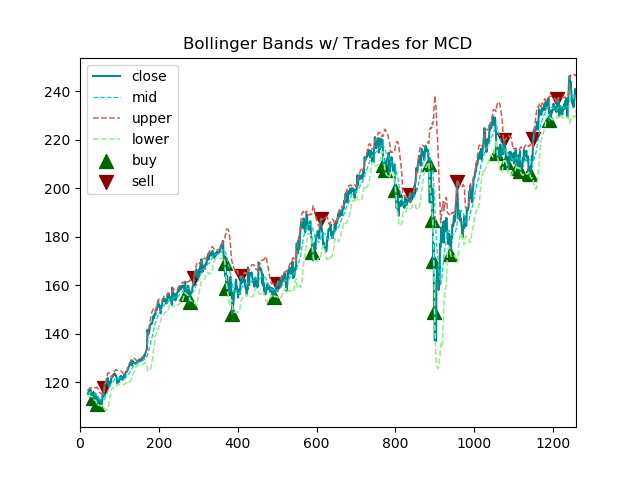 Bollinger Bands w/ Trades for MCD
close
mid
upper
lower
buy
sell
240
220
200
180
160
140
120
0 200 400 600 800 1000 1200